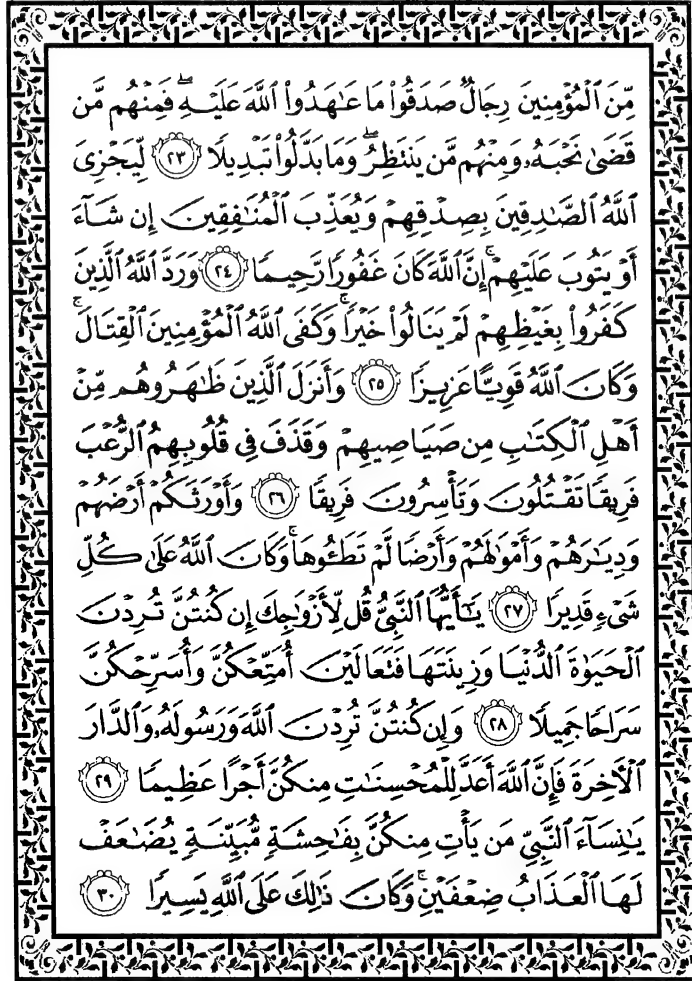 مِّنَ ٱلْمُؤْمِنِينَ رِجَالٌ صَدَقُوا۟ مَا عَـٰهَدُوا۟ ٱللَّهَ عَلَيْهِ ۖ فَمِنْهُم مَّن
قَضَىٰ نَحْبَهُۥ وَمِنْهُم مَّن يَنتَظِرُ ۖ وَمَا بَدَّلُوا۟ تَبْدِيلًا ٢٣ لِّيَجْزِىَ
ٱللَّهُ ٱلصَّـٰدِقِينَ بِصِدْقِهِمْ وَيُعَذِّبَ ٱلْمُنَـٰفِقِينَ إِن شَآءَ
أَوْ يَتُوبَ عَلَيْهِمْ ۚ إِنَّ ٱللَّهَ كَانَ غَفُورًا رَّحِيمًا ٢٤ وَرَدَّ ٱللَّهُ ٱلَّذِينَ
كَفَرُوا۟ بِغَيْظِهِمْ لَمْ يَنَالُوا۟ خَيْرًا ۚ وَكَفَى ٱللَّهُ ٱلْمُؤْمِنِينَ ٱلْقِتَالَ ۚ
وَكَانَ ٱللَّهُ قَوِيًّا عَزِيزًا ٢٥ وَأَنزَلَ ٱلَّذِينَ ظَـٰهَرُوهُم مِّنْ
أَهْلِ ٱلْكِتَـٰبِ مِن صَيَاصِيهِمْ وَقَذَفَ فِى قُلُوبِهِمُ ٱلرُّعْبَ
فَرِيقًا تَقْتُلُونَ وَتَأْسِرُونَ فَرِيقًا ٢٦ وَأَوْرَثَكُمْ أَرْضَهُمْ
وَدِيَـٰرَهُمْ وَأَمْوَٰلَهُمْ وَأَرْضًا لَّمْ تَطَـُٔوهَا ۚ وَكَانَ ٱللَّهُ عَلَىٰ كُلِّ
شَىْءٍ قَدِيرًا ٢٧ يَـٰٓأَيُّهَا ٱلنَّبِىُّ قُل لِّأَزْوَٰجِكَ إِن كُنتُنَّ تُرِدْنَ
ٱلْحَيَوٰةَ ٱلدُّنْيَا وَزِينَتَهَا فَتَعَالَيْنَ أُمَتِّعْكُنَّ وَأُسَرِّحْكُنَّ
سَرَاحًا جَمِيلًا ٢٨ وَإِن كُنتُنَّ تُرِدْنَ ٱللَّهَ وَرَسُولَهُۥ وَٱلدَّارَ
ٱلْـَٔاخِرَةَ فَإِنَّ ٱللَّهَ أَعَدَّ لِلْمُحْسِنَـٰتِ مِنكُنَّ أَجْرًا عَظِيمًا ٢٩
يَـٰنِسَآءَ ٱلنَّبِىِّ مَن يَأْتِ مِنكُنَّ بِفَـٰحِشَةٍ مُّبَيِّنَةٍ يُضَـٰعَفْ
لَهَا ٱلْعَذَابُ ضِعْفَيْنِ ۚ وَكَانَ ذَٰلِكَ عَلَى ٱللَّهِ يَسِيرًا ٣٠